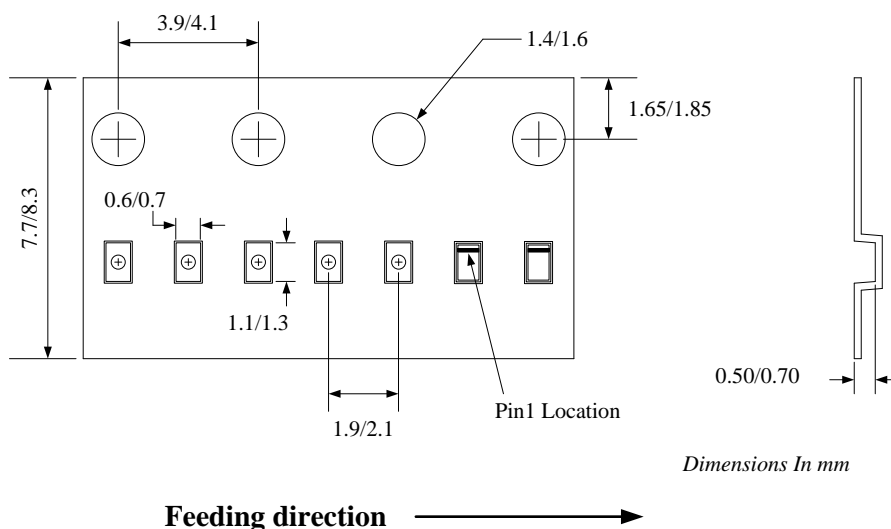 3.9/4.1
1.4/1.6
1.65/1.85
0.6/0.7
7.7/8.3
1.1/1.3
0.50/0.70
Pin1 Location
1.9/2.1
Dimensions In mm
Feeding direction